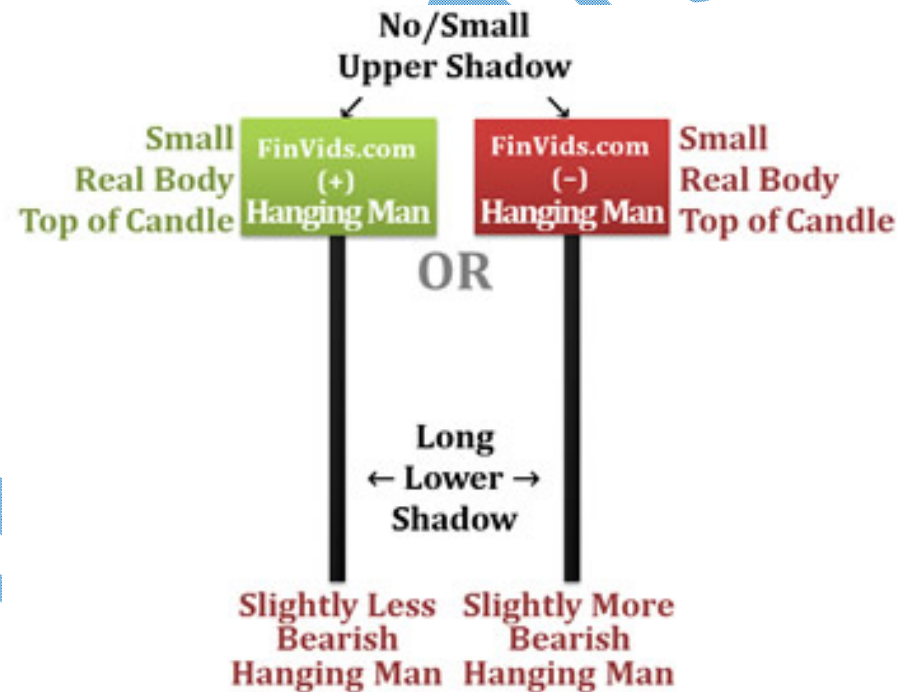 No/Small
Upper Shadow
↙ ↘
Small
Real Body
Top of Candle
FinVids.com
(+)
Hanging Man
FinVids.com
(−)
Hanging Man
Small
Real Body
Top of Candle
OR
Long
← Lower →
Shadow
Slightly Less
Bearish
Hanging Man
Slightly More
Bearish
Hanging Man